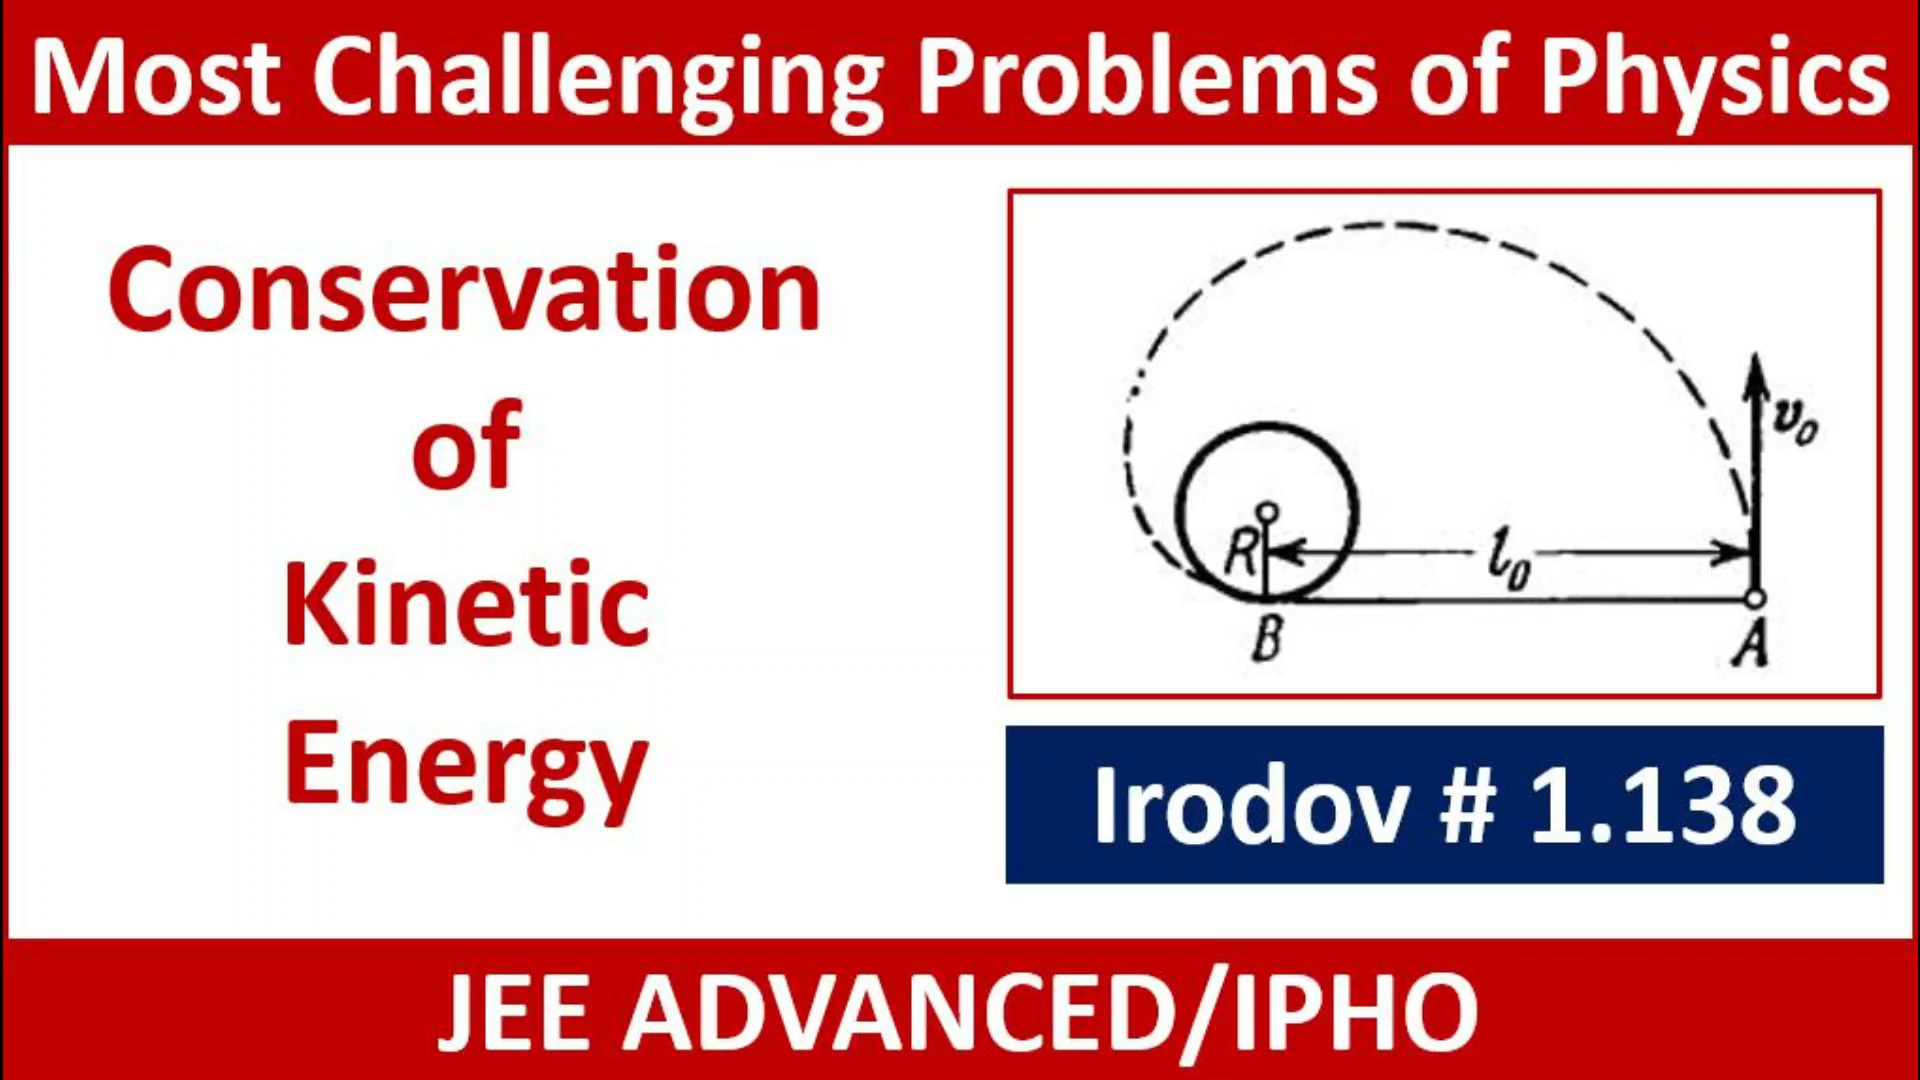 Most Challenging Problems of Physics
Conservation
of
Kinetic
Energy
v₀
R
l₀
B
A
Irodov # 1.138
JEE ADVANCED/IPHO